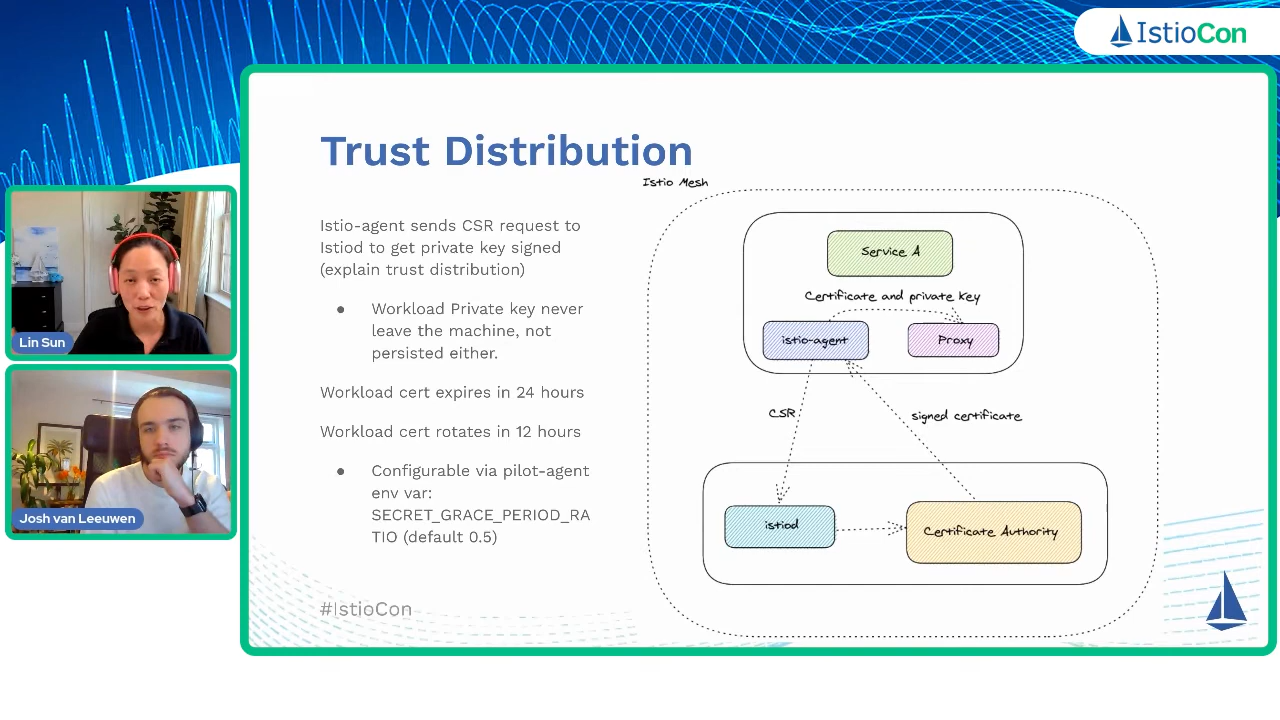 IstioCon
Trust Distribution
Istio-agent sends CSR request to
Istiod to get private key signed
(explain trust distribution)
● Workload Private key never
leave the machine, not
persisted either.
Workload cert expires in 24 hours
Workload cert rotates in 12 hours
● Configurable via pilot-agent
env var:
SECRET_GRACE_PERIOD_RA
TIO (default 0.5)
#IstioCon
Istio Mesh
Service A
Certificate and private key
istio-agent
Proxy
CSR
signed certificate
istiod
Certificate Authority
Lin Sun
Josh van Leeuwen